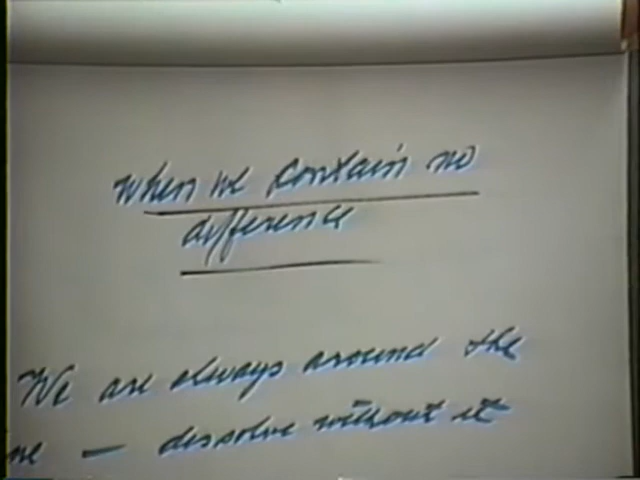 When we contain no
difference
We are always around the
— dissolve without it